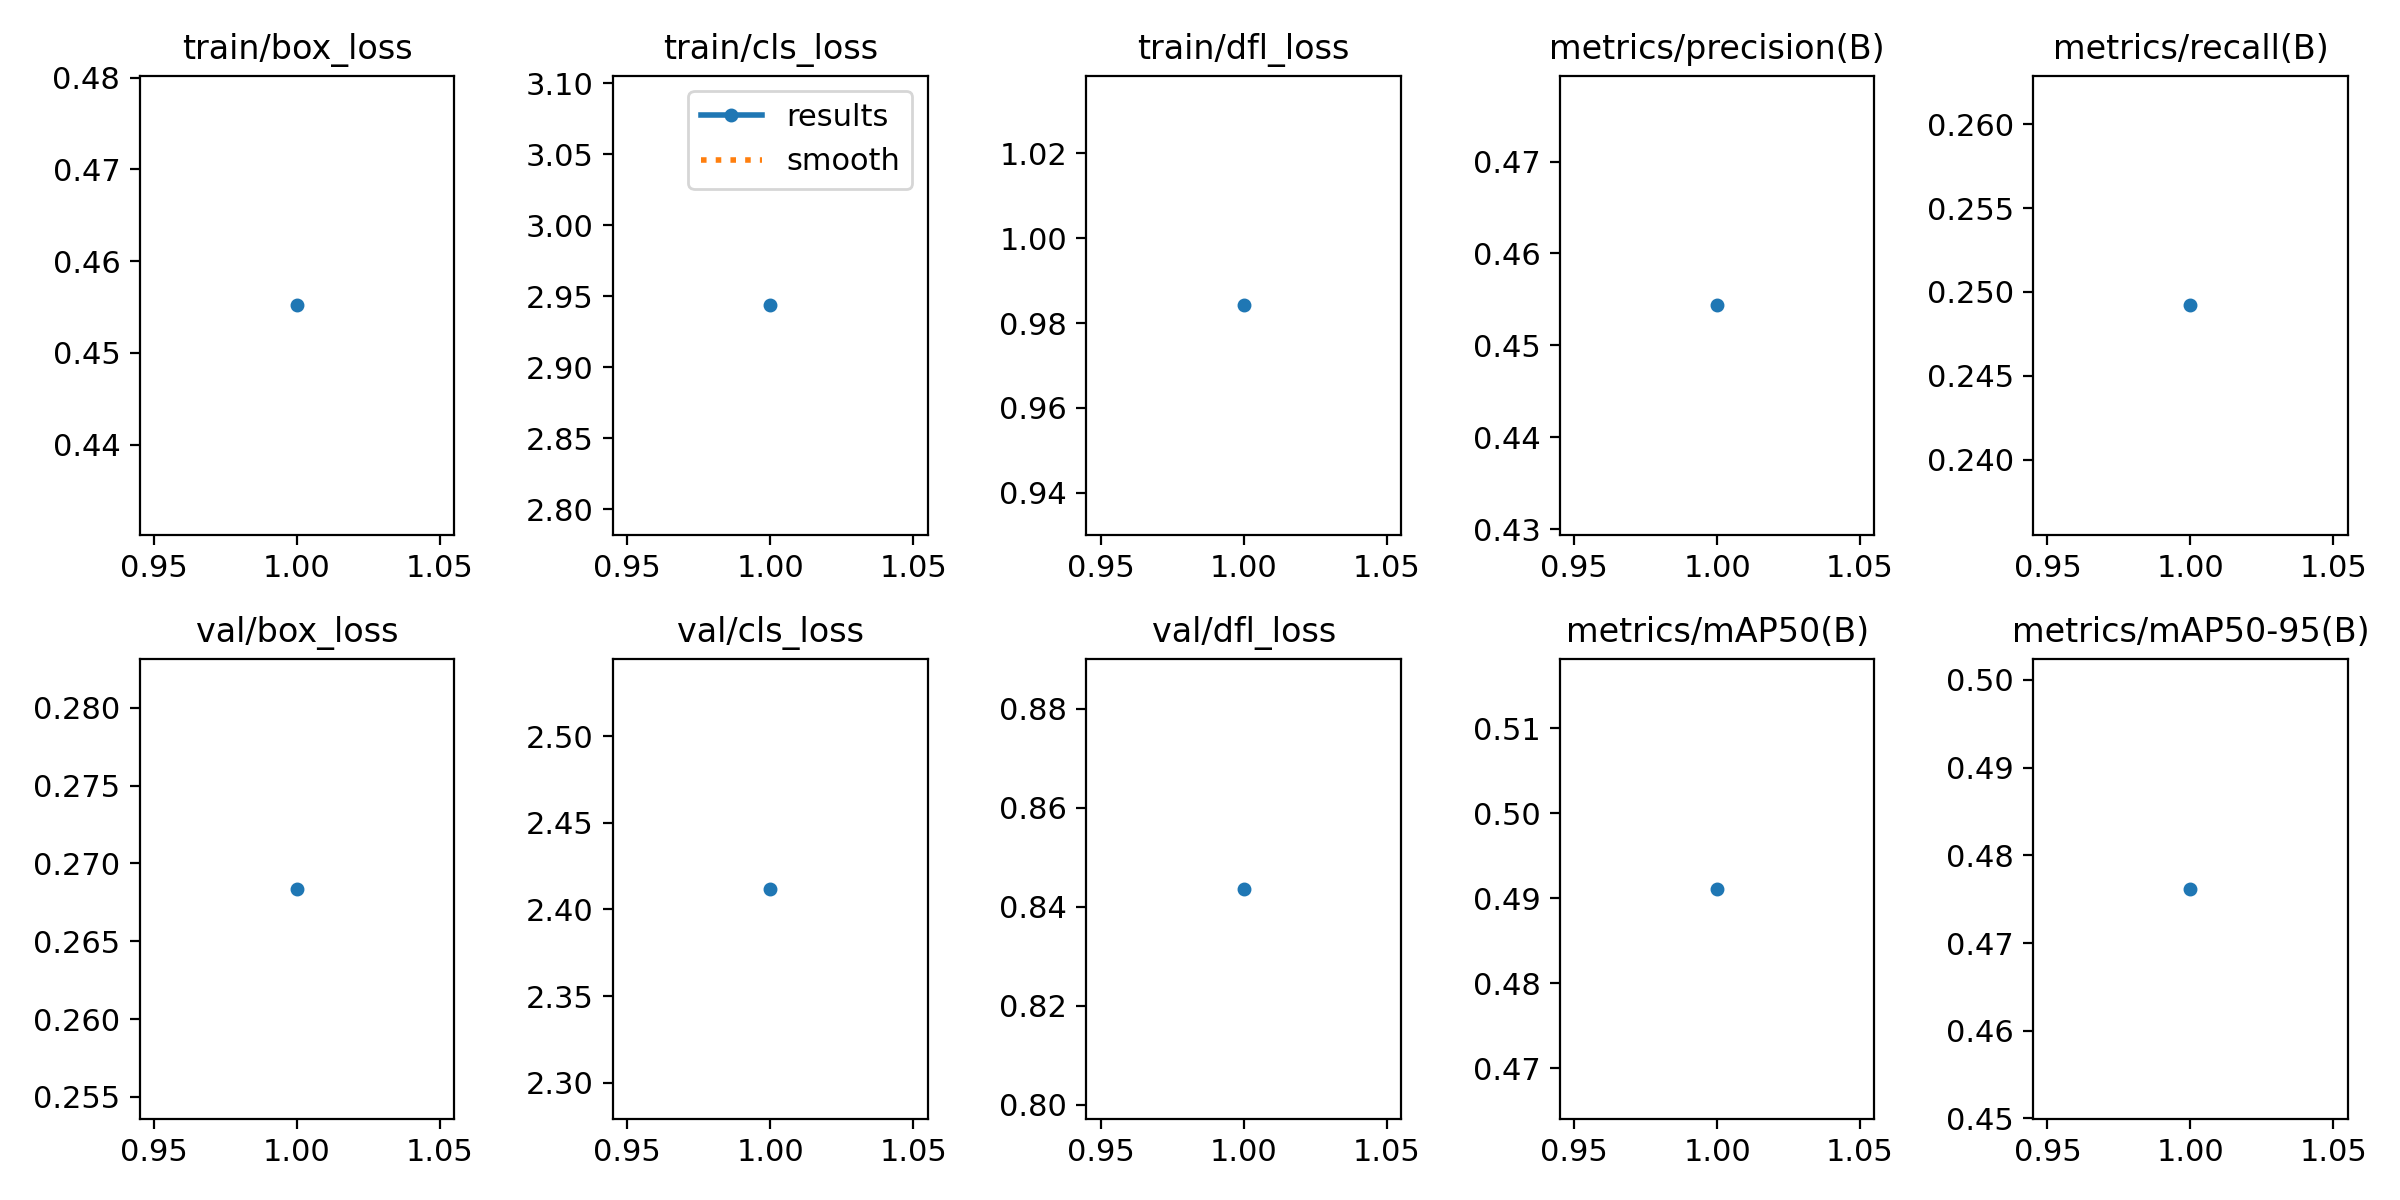 train/box_loss
0.48
0.47
0.46
0.45
0.44
0.95 1.00 1.05
train/cls_loss
3.10
3.05
3.00
2.95
2.90
2.85
2.80
results
smooth
0.95 1.00 1.05
train/dfl_loss
1.02
1.00
0.98
0.96
0.94
0.95 1.00 1.05
metrics/precision(B)
0.47
0.46
0.45
0.44
0.43
0.95 1.00 1.05
metrics/recall(B)
0.260
0.255
0.250
0.245
0.240
0.95 1.00 1.05
val/box_loss
0.280
0.275
0.270
0.265
0.260
0.255
0.95 1.00 1.05
val/cls_loss
2.50
2.45
2.40
2.35
2.30
0.95 1.00 1.05
val/dfl_loss
0.88
0.86
0.84
0.82
0.80
0.95 1.00 1.05
metrics/mAP50(B)
0.51
0.50
0.49
0.48
0.47
0.95 1.00 1.05
metrics/mAP50-95(B)
0.50
0.49
0.48
0.47
0.46
0.45
0.95 1.00 1.05